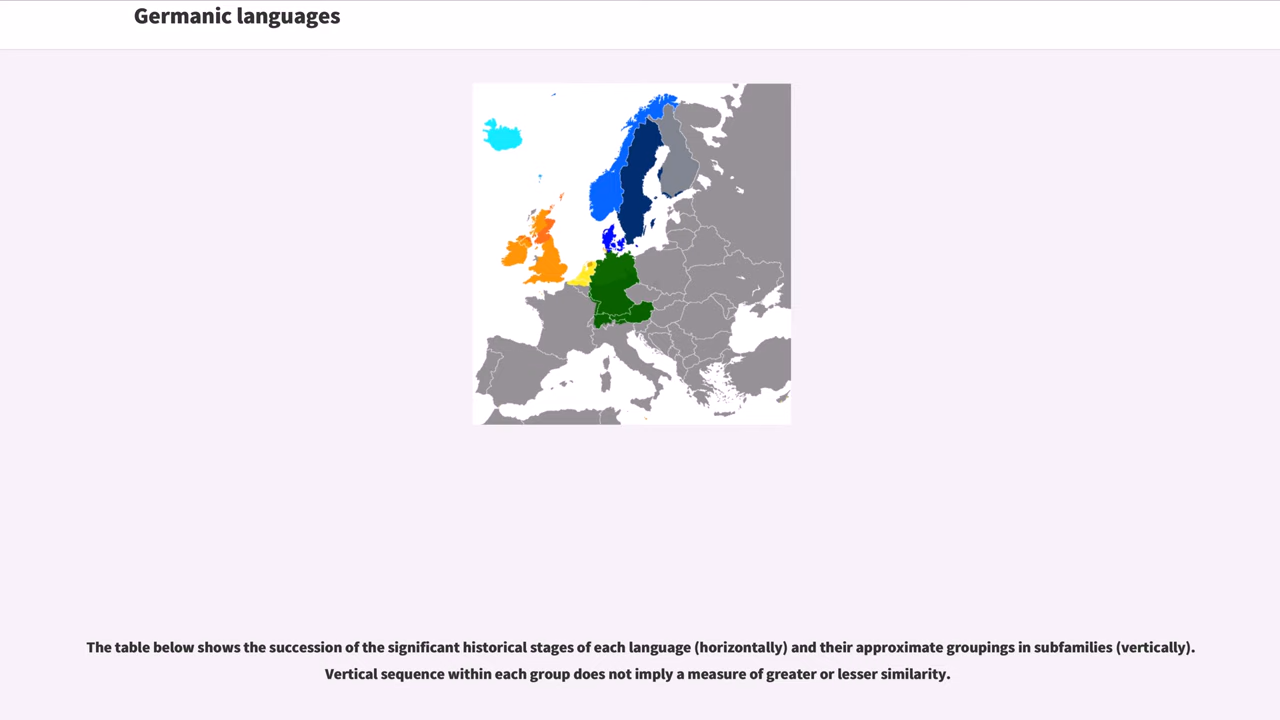 Germanic languages
The table below shows the succession of the significant historical stages of each language (horizontally) and their approximate groupings in subfamilies (vertically).
Vertical sequence within each group does not imply a measure of greater or lesser similarity.